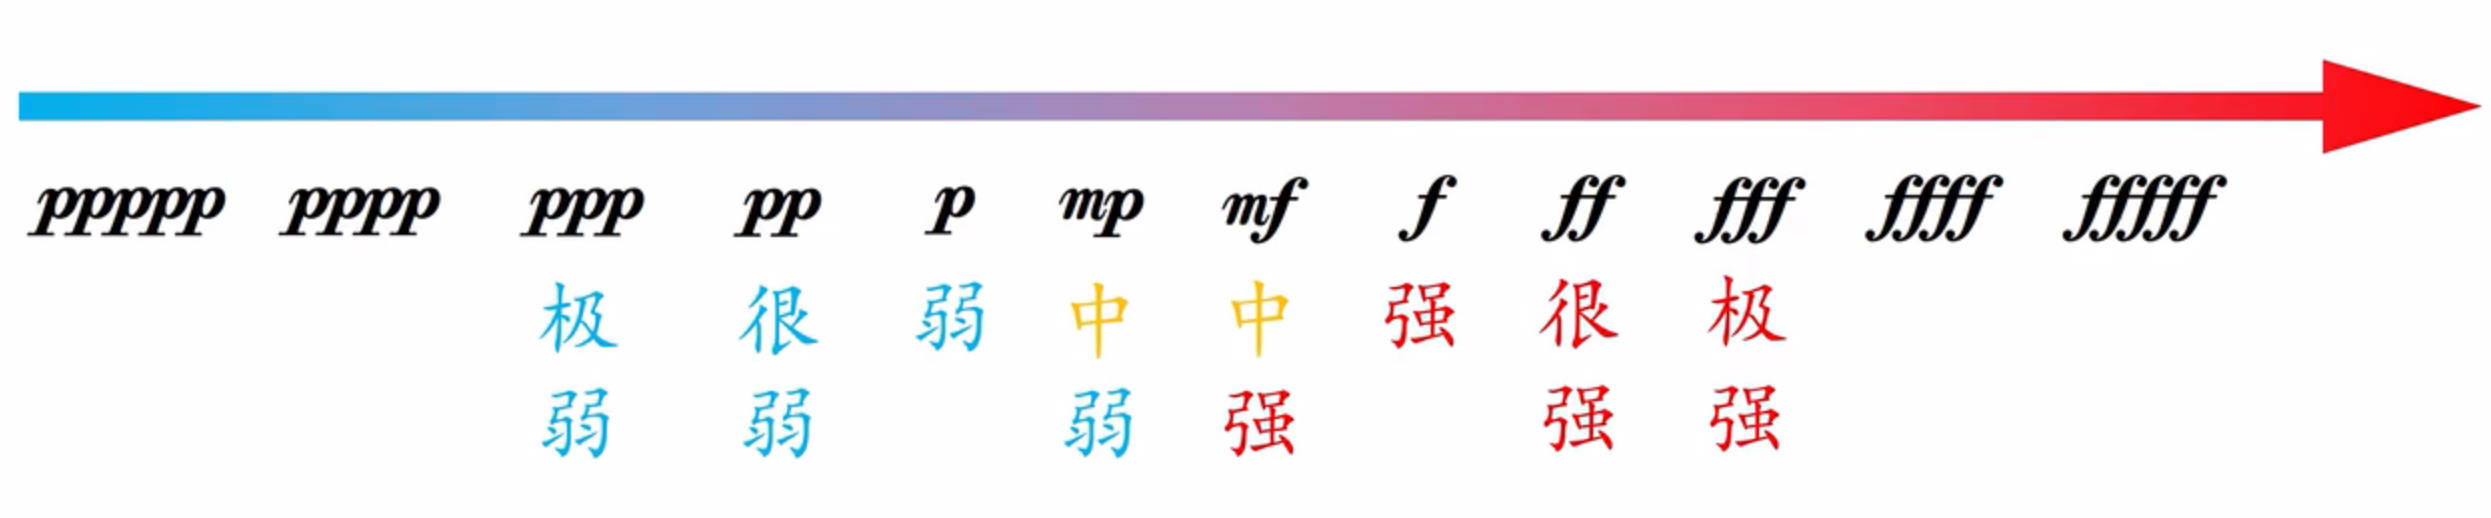 ppppp pppp ppp pp p mp mf f ff fff ffff fffff
极 很 弱 中 中 强 很 极
弱 弱 弱 强 强 强